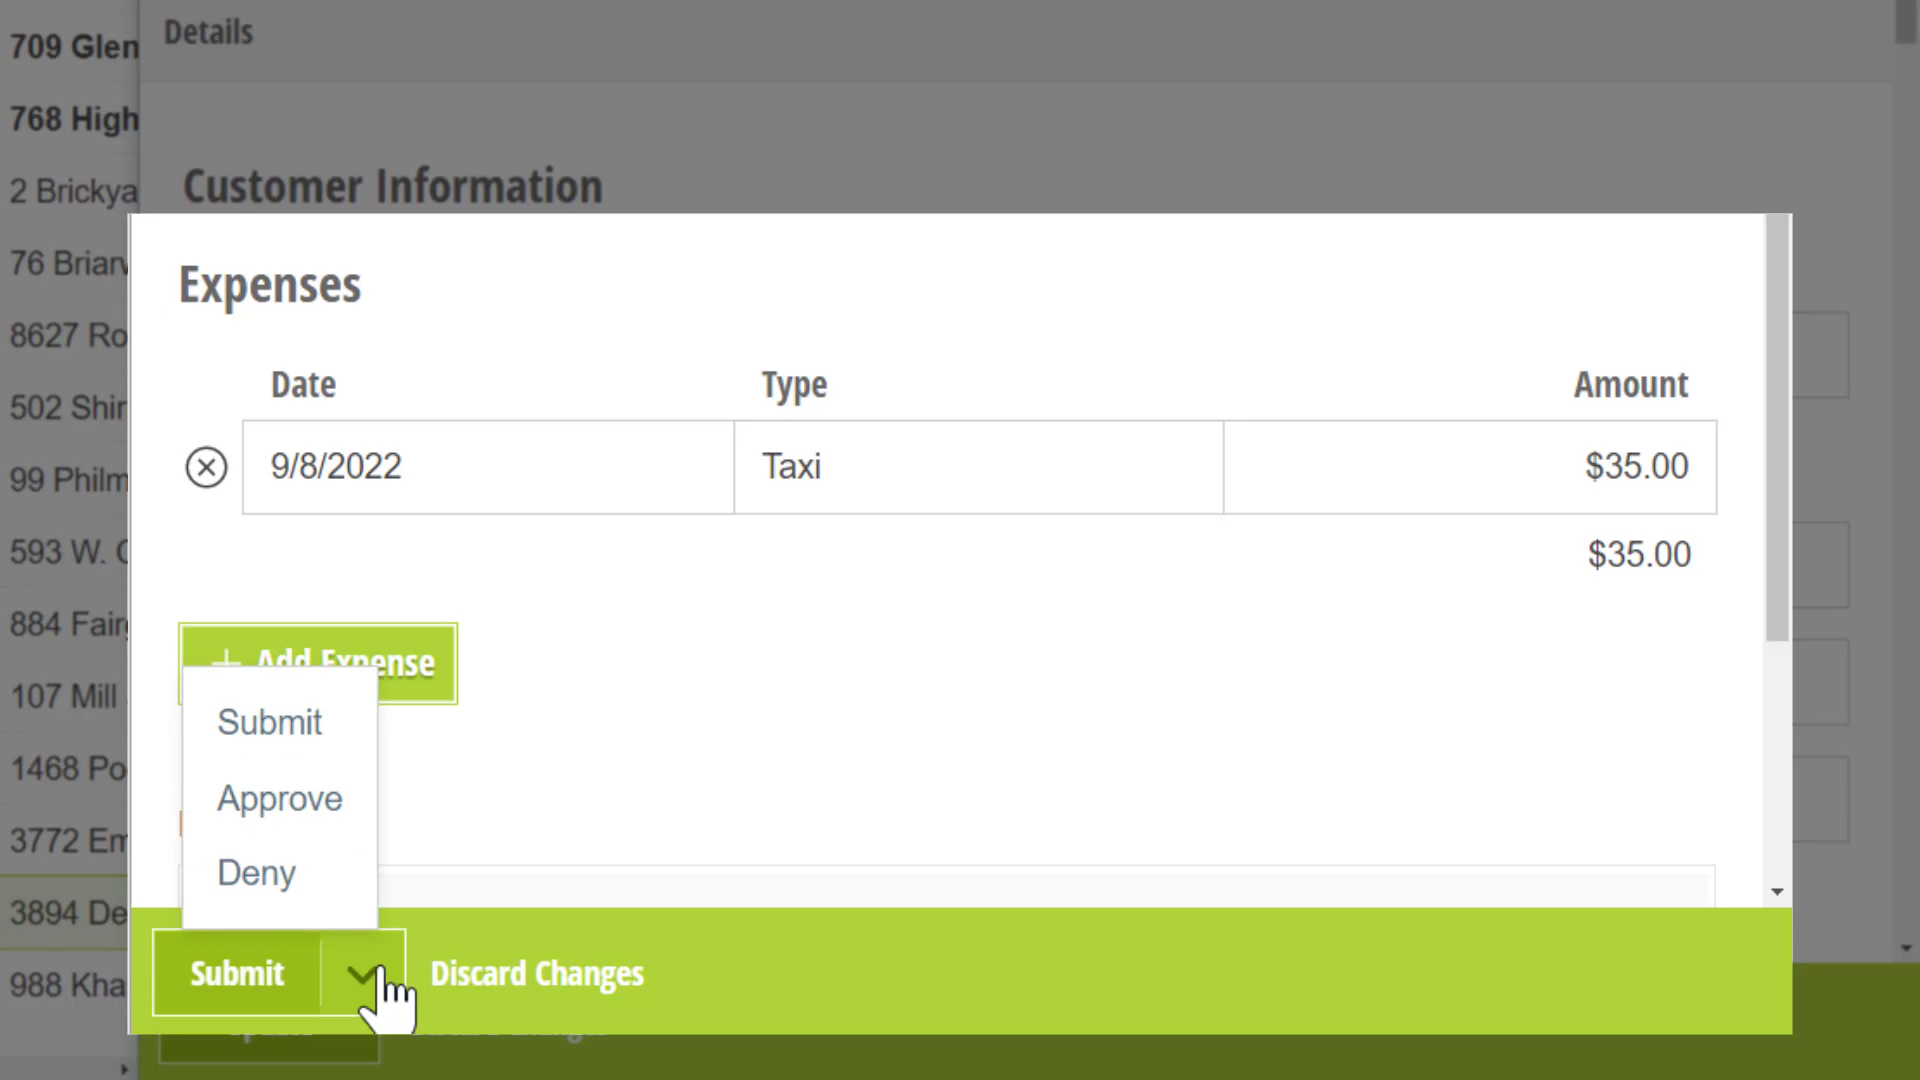 Details
Customer Information
709 Glen
768 High
2 Brickya
76 Briarv
8627 Ro
502 Shir
99 Philm
593 W.
884 Fair
107 Mill
1468 Po
3772 Em
3894 De
988 Kha
Expenses
Date Type Amount
9/8/2022 Taxi $35.00
$35.00
+ Add Expense
Submit
Approve
Deny
Submit Discard Changes